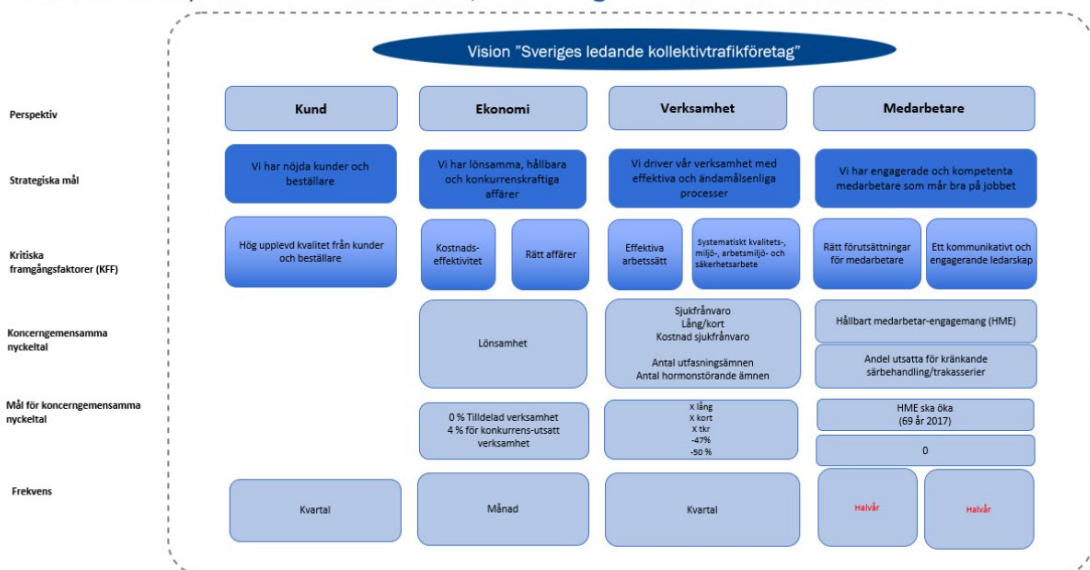 Vision ”Sveriges ledande kollektivtrafikföretag”
Perspektiv
Kund
Ekonomi
Verksamhet
Medarbetare
Strategiska mål
Vi har nöjda kunder och
beställare
Vi har lönsamma, hållbara
och konkurrenskraftiga
affärer
Vi driver vår verksamhet med
effektiva och ändamålsenliga
processer
Vi har engagerade och kompetenta
medarbetare som mår bra på jobbet
Kritiska
framgångsfaktorer (KFF)
Hög upplevd kvalitet från kunder
och beställare
Kostnads-
effektivitet
Rätt affärer
Effektiva
arbetssätt
Systematiskt kvalitets-,
miljö-, arbetsmiljö- och
säkerhetsarbete
Rätt förutsättningar
för medarbetare
Ett kommunikativt och
engagerande ledarskap
Koncerngemensamma
nyckeltal
Lönsamhet
Sjukfrånvaro
Lång/kort
Kostnad sjukfrånvaro
Antal utfasningsämnen
Antal hormonstörande ämnen
Hållbart medarbetar-engagemang (HME)
Andel utsatta för kränkande
särbehandling/trakasserier
Mål för koncerngemensamma
nyckeltal
0 % Tilldelad verksamhet
4 % för konkurrens-utsatt
verksamhet
X lång
X kort
X tkr
-47%
-50 %
HME ska öka
(69 år 2017)
0
Frekvens
Kvartal
Månad
Kvartal
Halvår
Halvår